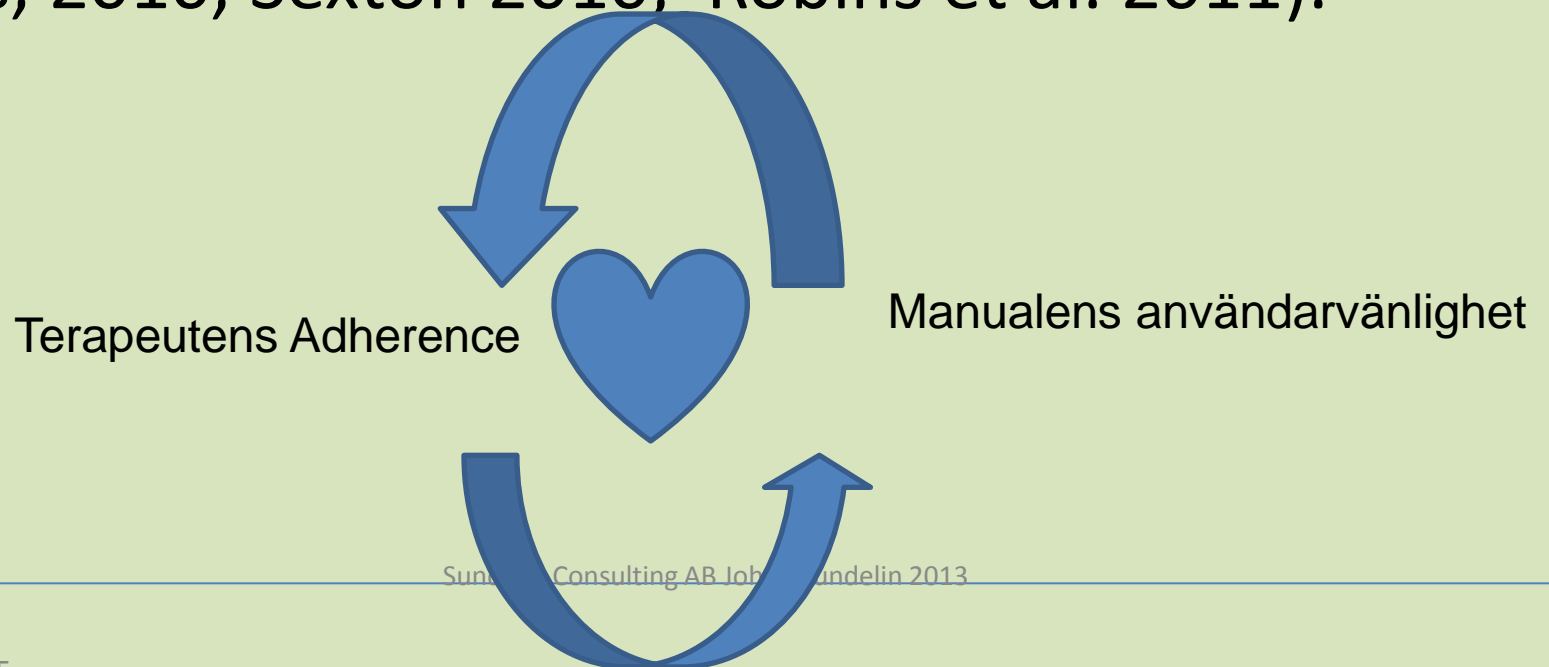 2010; Sexton 2010; Robins et al. 2011).
Manualens användarvänlighet
Terapeutens Adherence
Consulting AB 2013